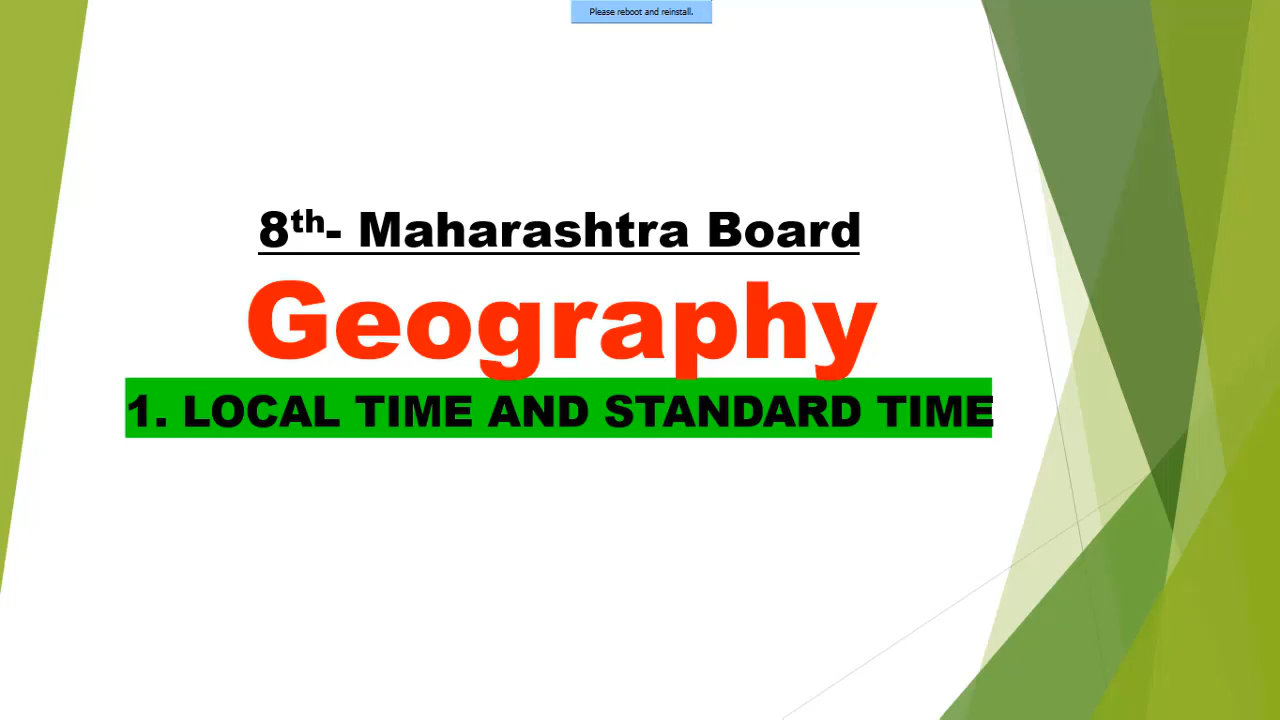 Please reboot and reinstall.
8th- Maharashtra Board
Geography
1. LOCAL TIME AND STANDARD TIME